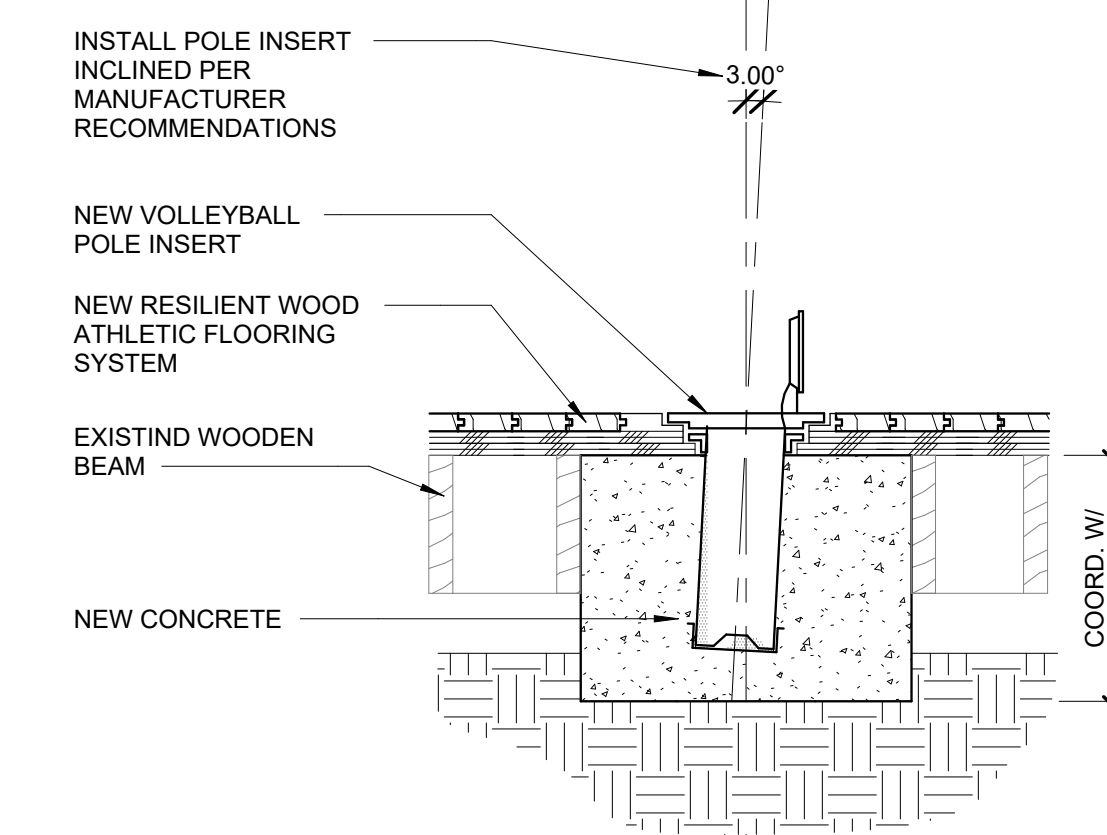 INSTALL POLE INSERT
INCLINED PER
MANUFACTURER
RECOMMENDATIONS
3.00°
NEW VOLLEYBALL
POLE INSERT
NEW RESILIENT WOOD
ATHLETIC FLOORING
SYSTEM
EXISTIND WOODEN
BEAM
NEW CONCRETE
COORD. W/